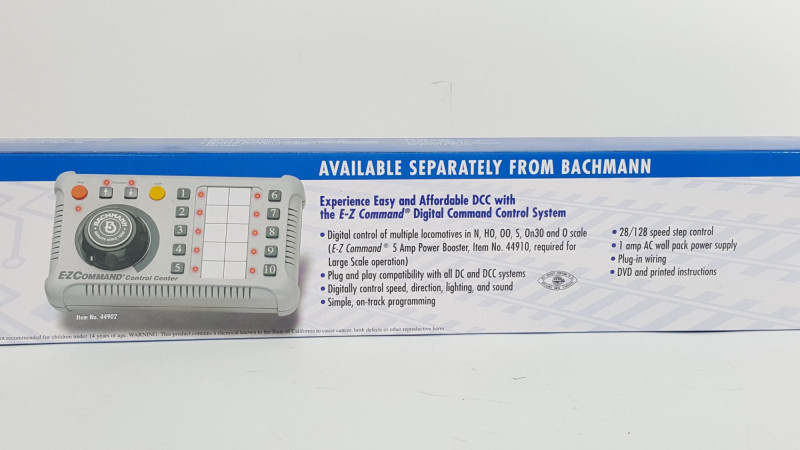 AVAILABLE SEPARATELY FROM BACHMANN
Experience Easy and Affordable DCC with
the E-Z Command® Digital Command Control System
• Digital control of multiple locomotives in N, HO, OO, S, On30 and O scale
(E-Z Command® 5 Amp Power Booster, Item No. 44910, required for
Large Scale operation)
• Plug and play compatibility with all DC and DCC systems
• Digitally control speed, direction, lighting, and sound
• Simple, on-track programming
• 28/128 speed step control
• 1 amp AC wall pack power supply
• Plug-in wiring
• DVD and printed instructions
1
2
3
4
5
6
7
8
9
10
BACHMANN
E-Z COMMAND® Control Center
Item No. 44902
not recommended for children under 14 years of age. WARNING: This product contains a chemical known to the State of California to cause cancer, birth defects or other reproductive harm.